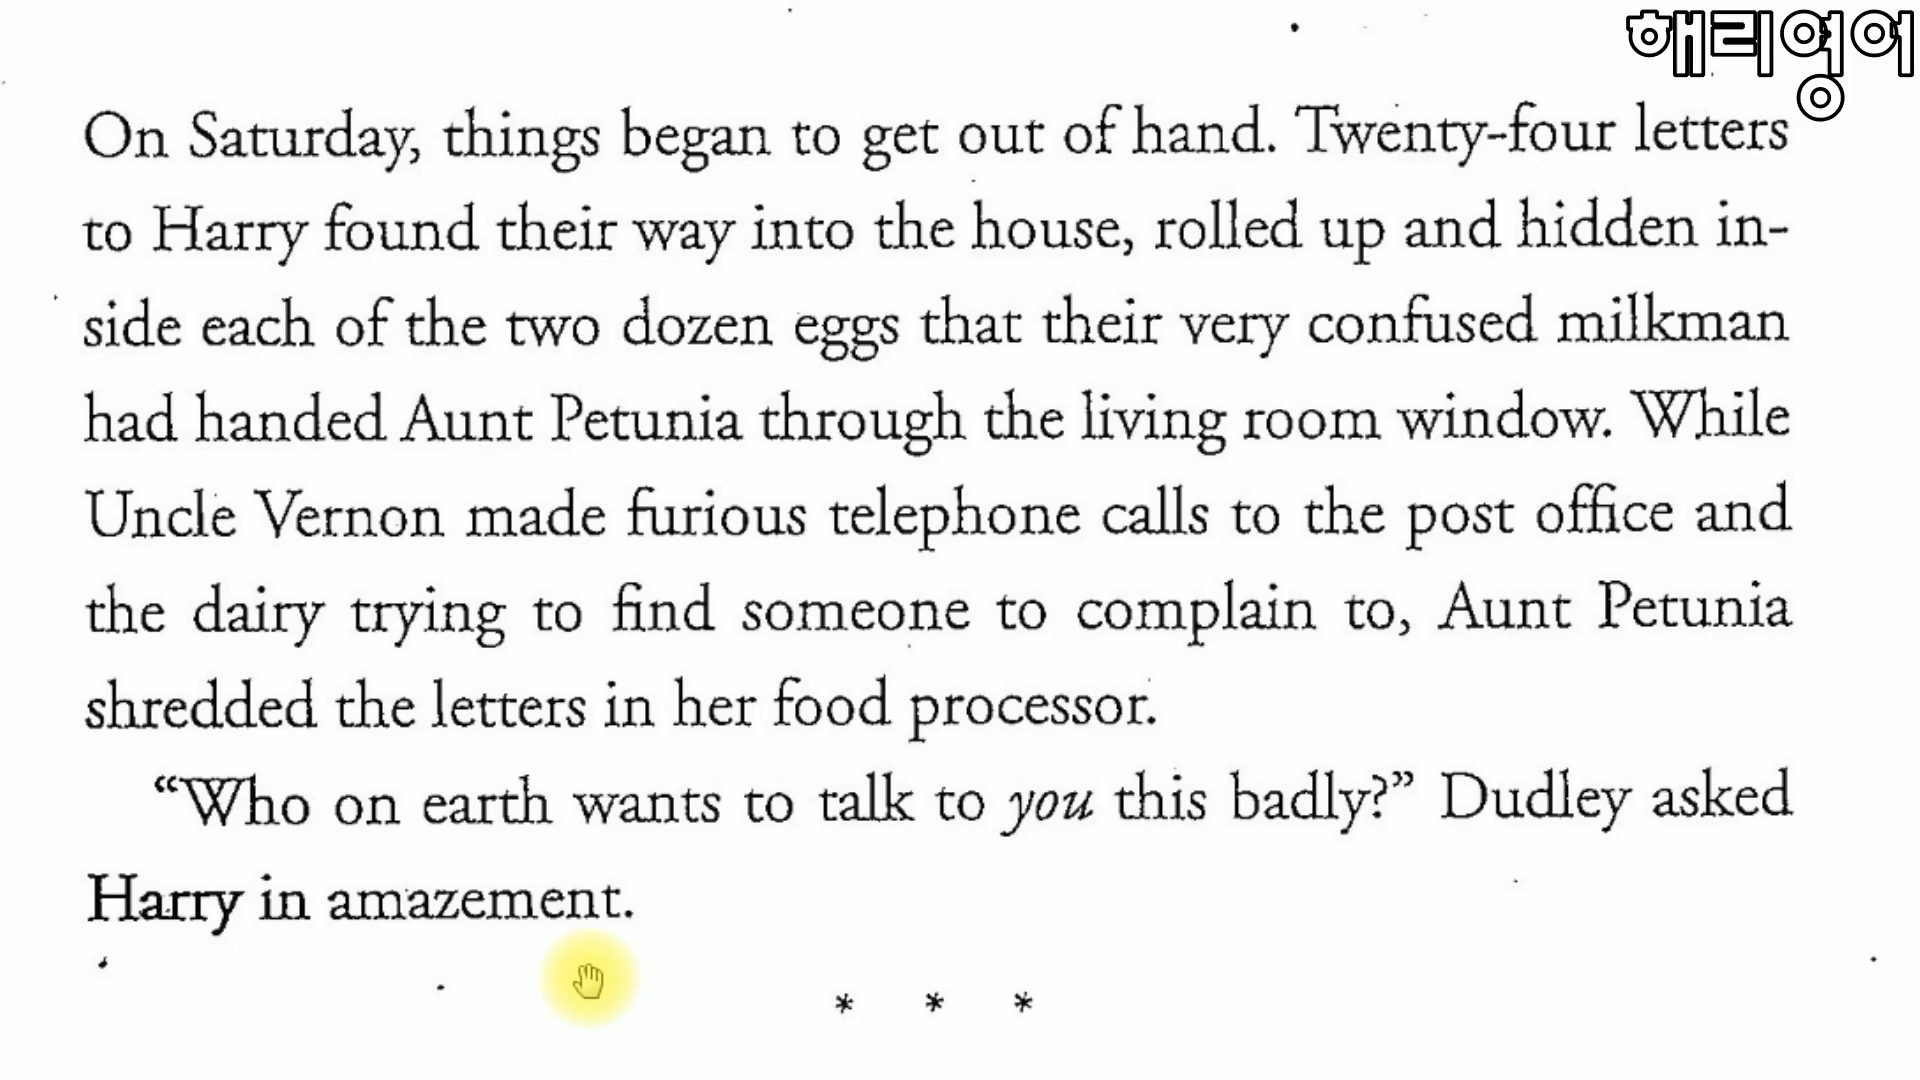 해리영어
On Saturday, things began to get out of hand. Twenty-four letters
to Harry found their way into the house, rolled up and hidden in-
side each of the two dozen eggs that their very confused milkman
had handed Aunt Petunia through the living room window. While
Uncle Vernon made furious telephone calls to the post office and
the dairy trying to find someone to complain to, Aunt Petunia
shredded the letters in her food processor.
“Who on earth wants to talk to you this badly?” Dudley asked
Harry in amazement.
* * *